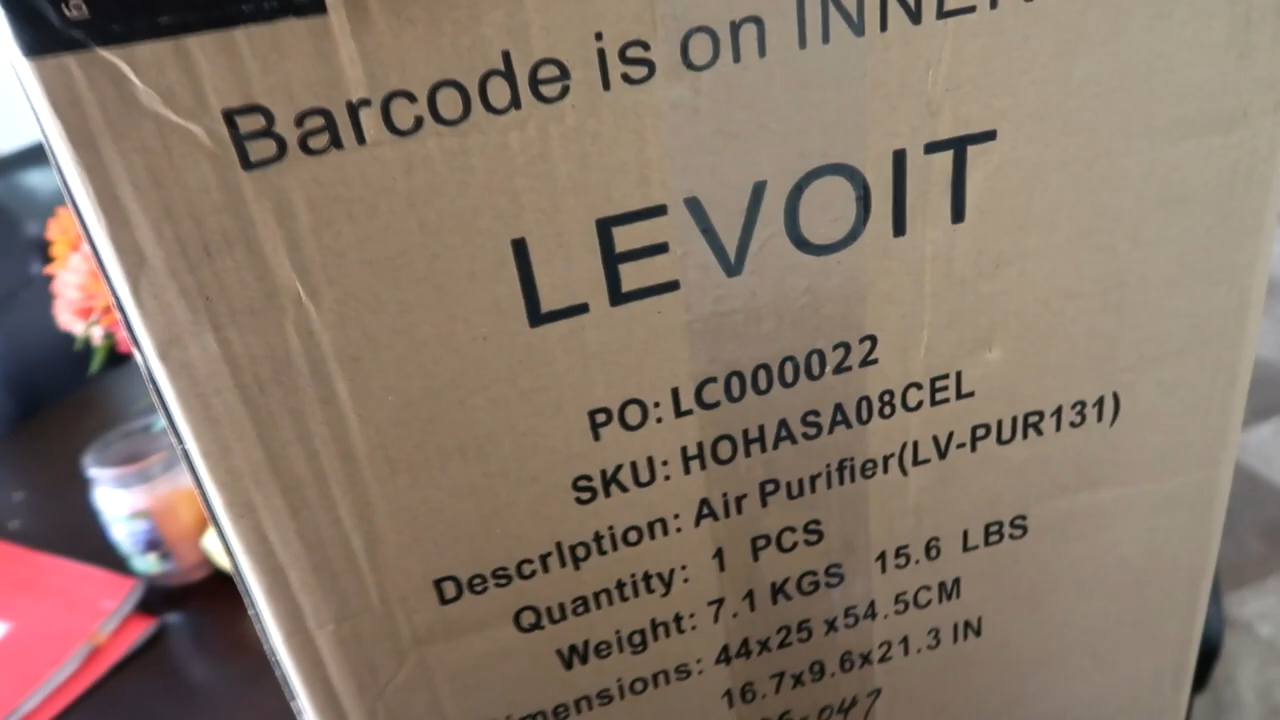 Barcode is on INNER
LEVOIT
PO: LC000022
SKU: HOHASA08CEL
DescrIption: Air Purifier(LV-PUR131)
Quantity: 1 PCS
Weight: 7.1 KGS 15.6 LBS
mensions: 44x25 x54.5CM
16.7x9.6x21.3 IN